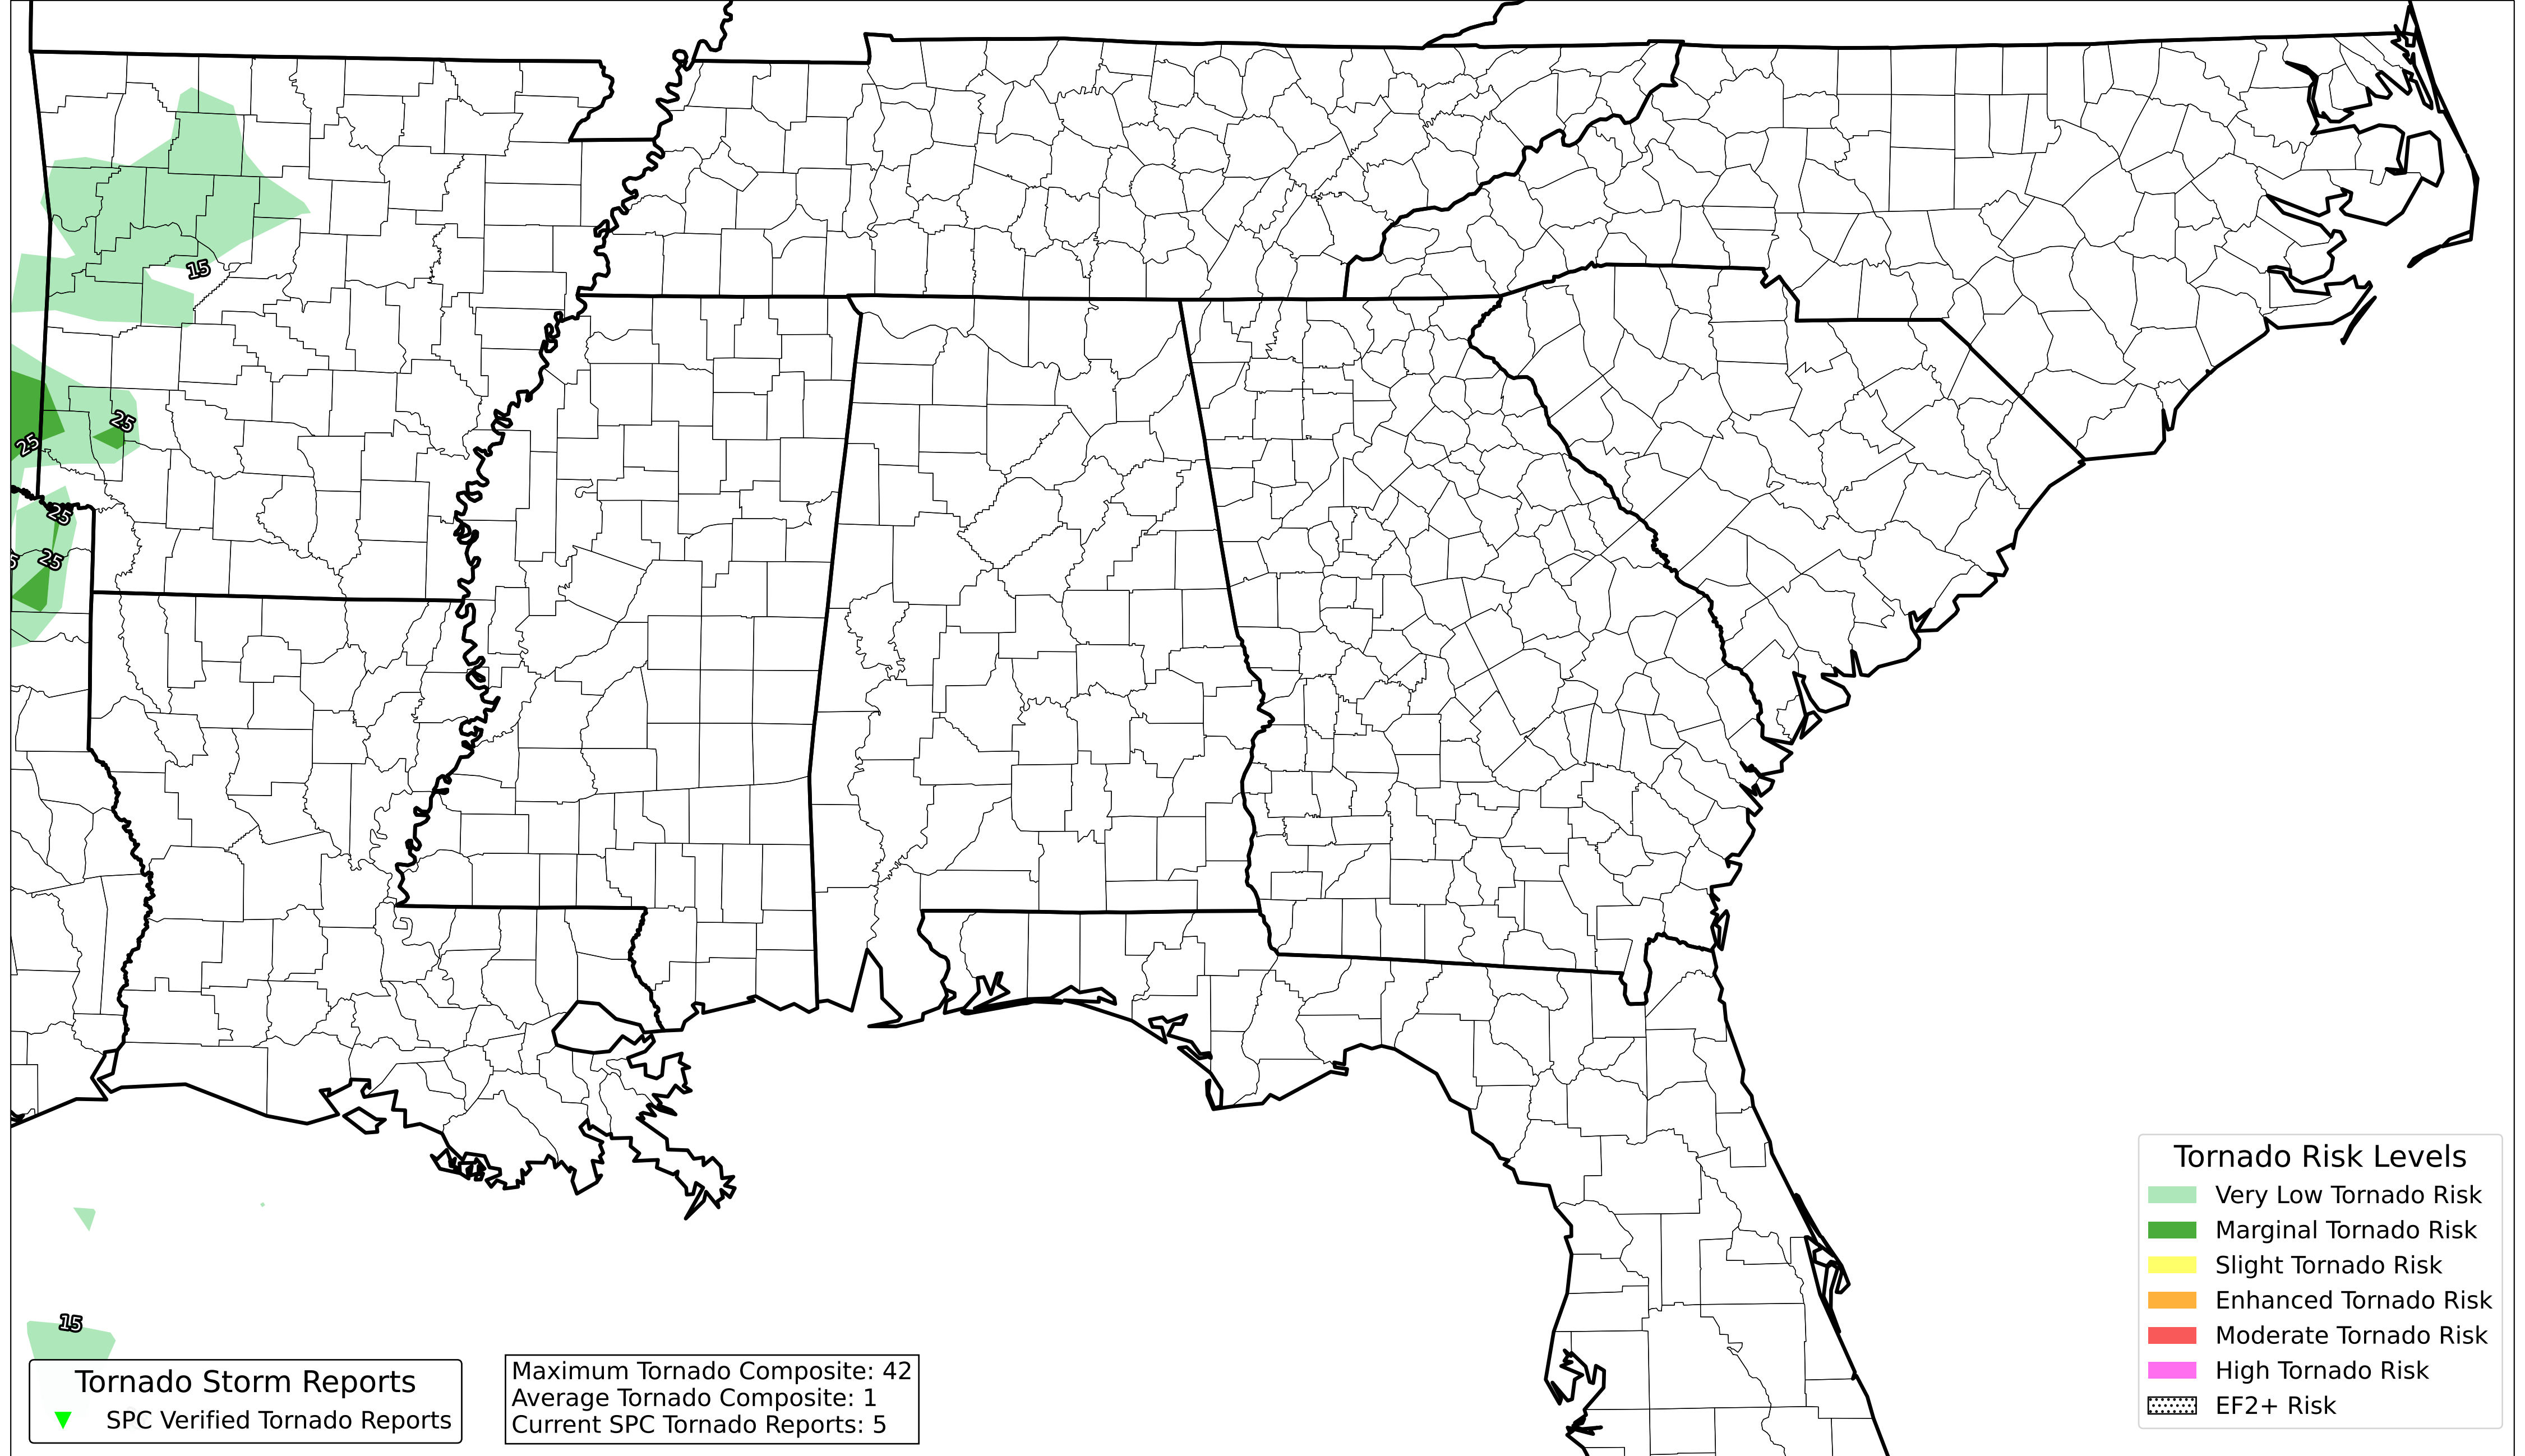 15
25
25
25
25
5
15
Tornado Storm Reports
SPC Verified Tornado Reports
Maximum Tornado Composite: 42
Average Tornado Composite: 1
Current SPC Tornado Reports: 5
Tornado Risk Levels
Very Low Tornado Risk
Marginal Tornado Risk
Slight Tornado Risk
Enhanced Tornado Risk
Moderate Tornado Risk
High Tornado Risk
EF2+ Risk